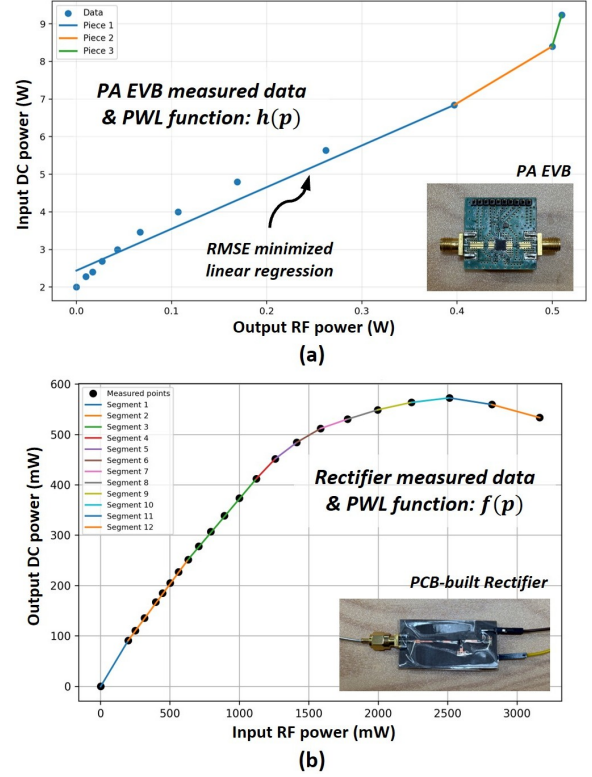 Data
Piece 1
Piece 2
Piece 3
PA EVB measured data
& PWL function: h(p)
RMSE minimized
linear regression
PA EVB
Input DC power (W)
9
8
7
6
5
4
3
2
0.0 0.1 0.2 0.3 0.4 0.5
Output RF power (W)
(a)
Measured points
Segment 1
Segment 2
Segment 3
Segment 4
Segment 5
Segment 6
Segment 7
Segment 8
Segment 9
Segment 10
Segment 11
Segment 12
Rectifier measured data
& PWL function: f(p)
PCB-built Rectifier
Output DC power (mW)
600
500
400
300
200
100
0
0 500 1000 1500 2000 2500 3000
Input RF power (mW)
(b)